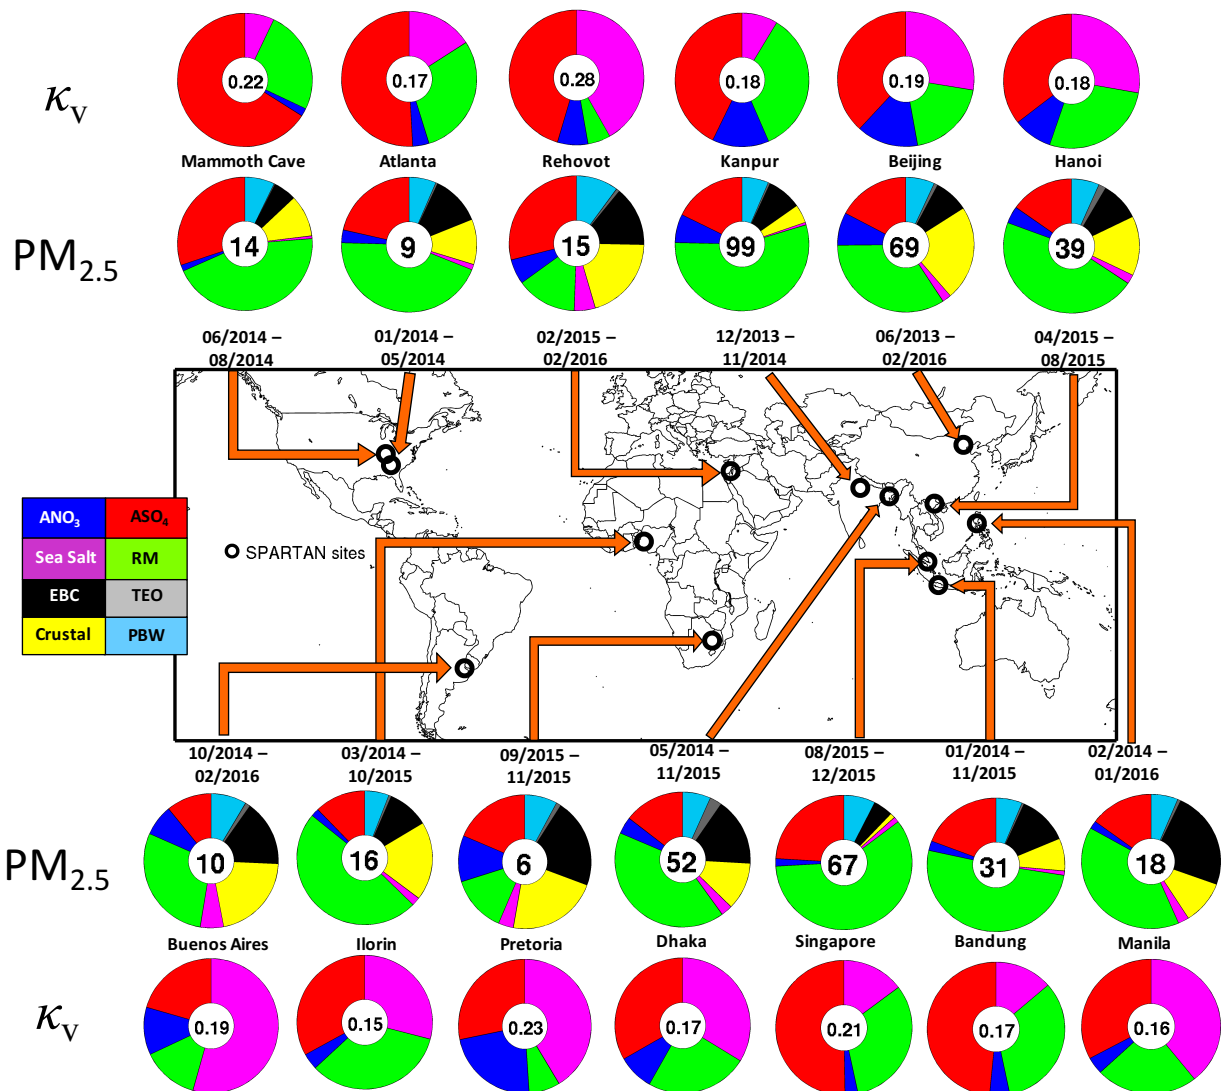 κv
0.22
0.17
0.28
0.18
0.19
0.18
Mammoth Cave
Atlanta
Rehovot
Kanpur
Beijing
Hanoi
PM2.5
14
9
15
99
69
39
06/2014 –
08/2014
01/2014 –
05/2014
02/2015 –
02/2016
12/2013 –
11/2014
06/2013 –
02/2016
04/2015 –
08/2015
ANO3
ASO4
Sea Salt
RM
EBC
TEO
Crustal
PBW
SPARTAN sites
10/2014 –
02/2016
03/2014 –
10/2015
09/2015 –
11/2015
05/2014 –
11/2015
08/2015 –
12/2015
01/2014 –
11/2015
02/2014 –
01/2016
PM2.5
10
16
6
52
67
31
18
Buenos Aires
Ilorin
Pretoria
Dhaka
Singapore
Bandung
Manila
κv
0.19
0.15
0.23
0.17
0.21
0.17
0.16